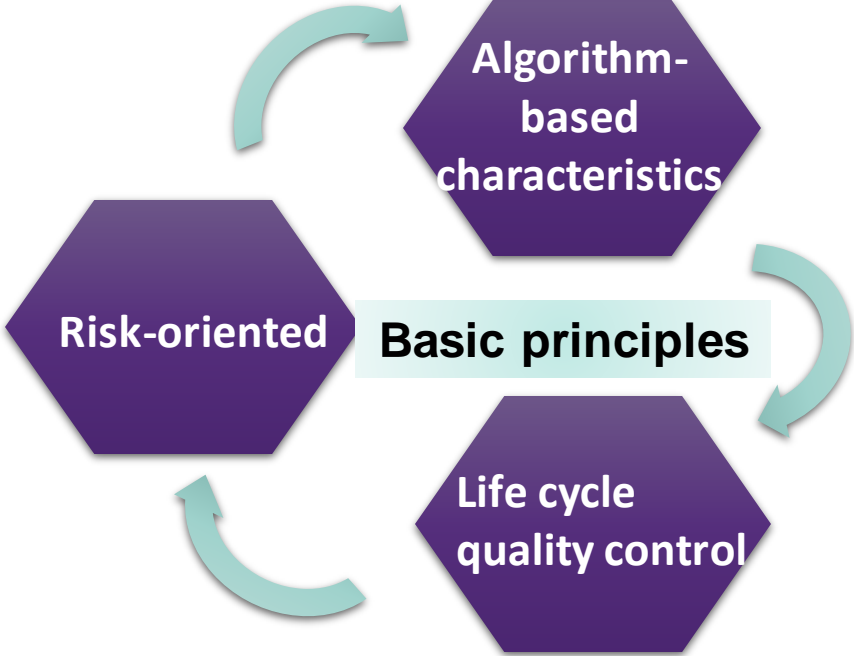 Algorithm-
based
characteristics
Risk-oriented
Basic principles
Life cycle
quality control